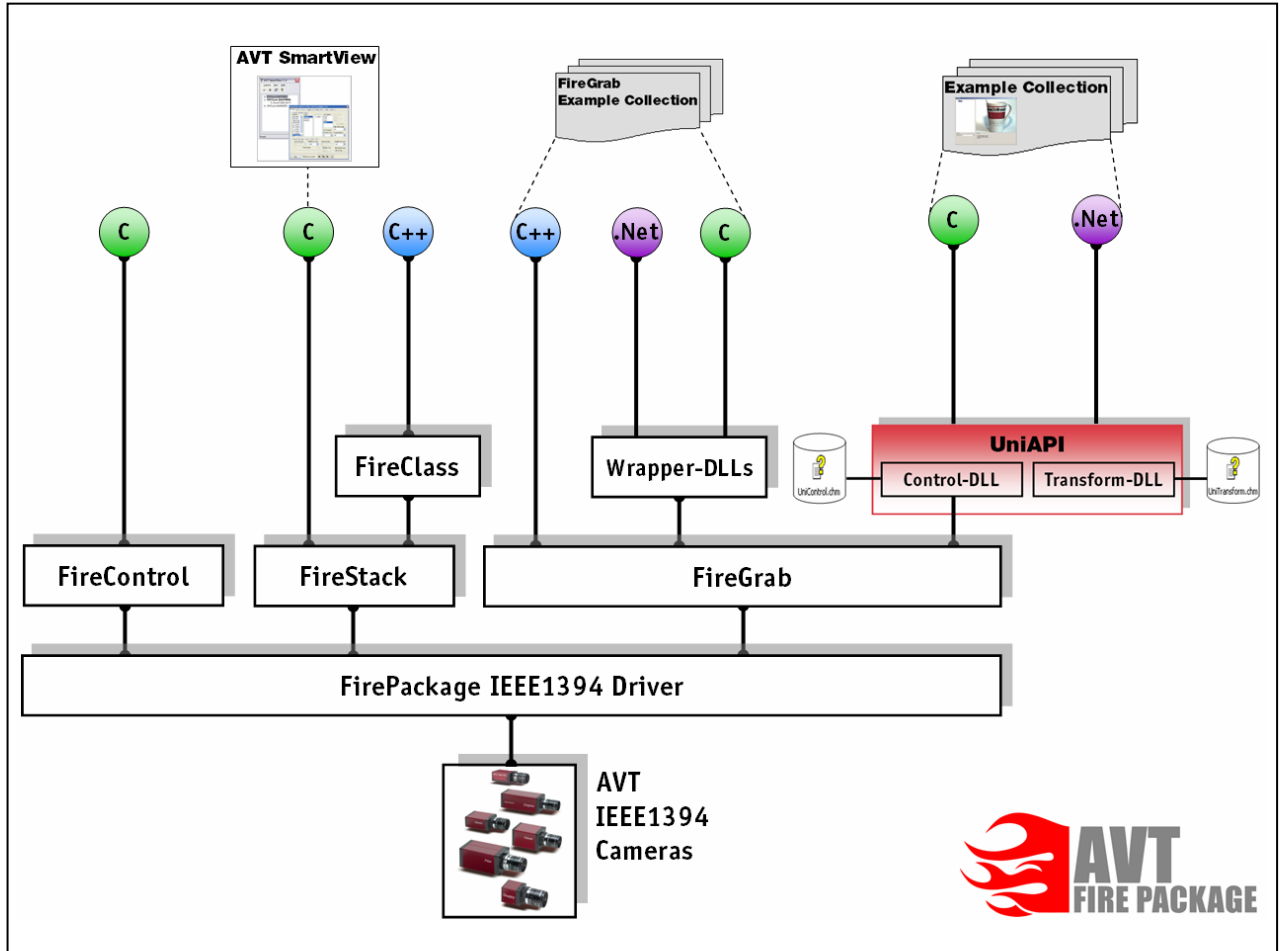 AVT SmartView
FireGrab
Example Collection
Example Collection
C
C
C++
C++
.Net
C
C
.Net
FireClass
Wrapper-DLLs
UniAPI
Control-DLL
Transform-DLL
UniControl.chm
UniTransform.chm
FireControl
FireStack
FireGrab
FirePackage IEEE1394 Driver
AVT
IEEE1394
Cameras
AVT
FIRE PACKAGE